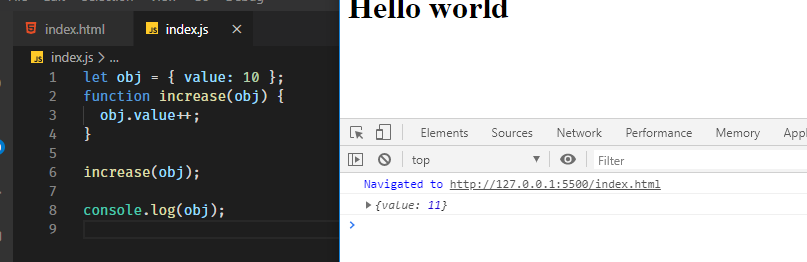 index.html
JS index.js
JS index.js > ...
1 let obj = { value: 10 };
2 function increase(obj) {
3 obj.value++;
4 }
5
6 increase(obj);
7
8 console.log(obj);
9
Hello world
Elements Sources Network Performance Memory
top Filter
Navigated to http://127.0.0.1:5500/index.html
{value: 11}